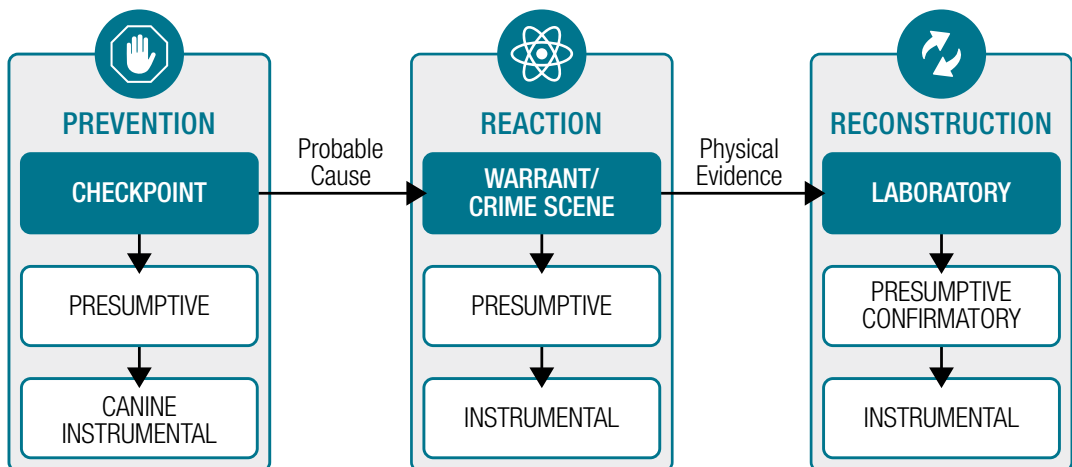 PREVENTION
CHECKPOINT
PRESUMPTIVE
CANINE
INSTRUMENTAL
Probable
Cause
REACTION
WARRANT/
CRIME SCENE
PRESUMPTIVE
INSTRUMENTAL
Physical
Evidence
RECONSTRUCTION
LABORATORY
PRESUMPTIVE
CONFIRMATORY
INSTRUMENTAL